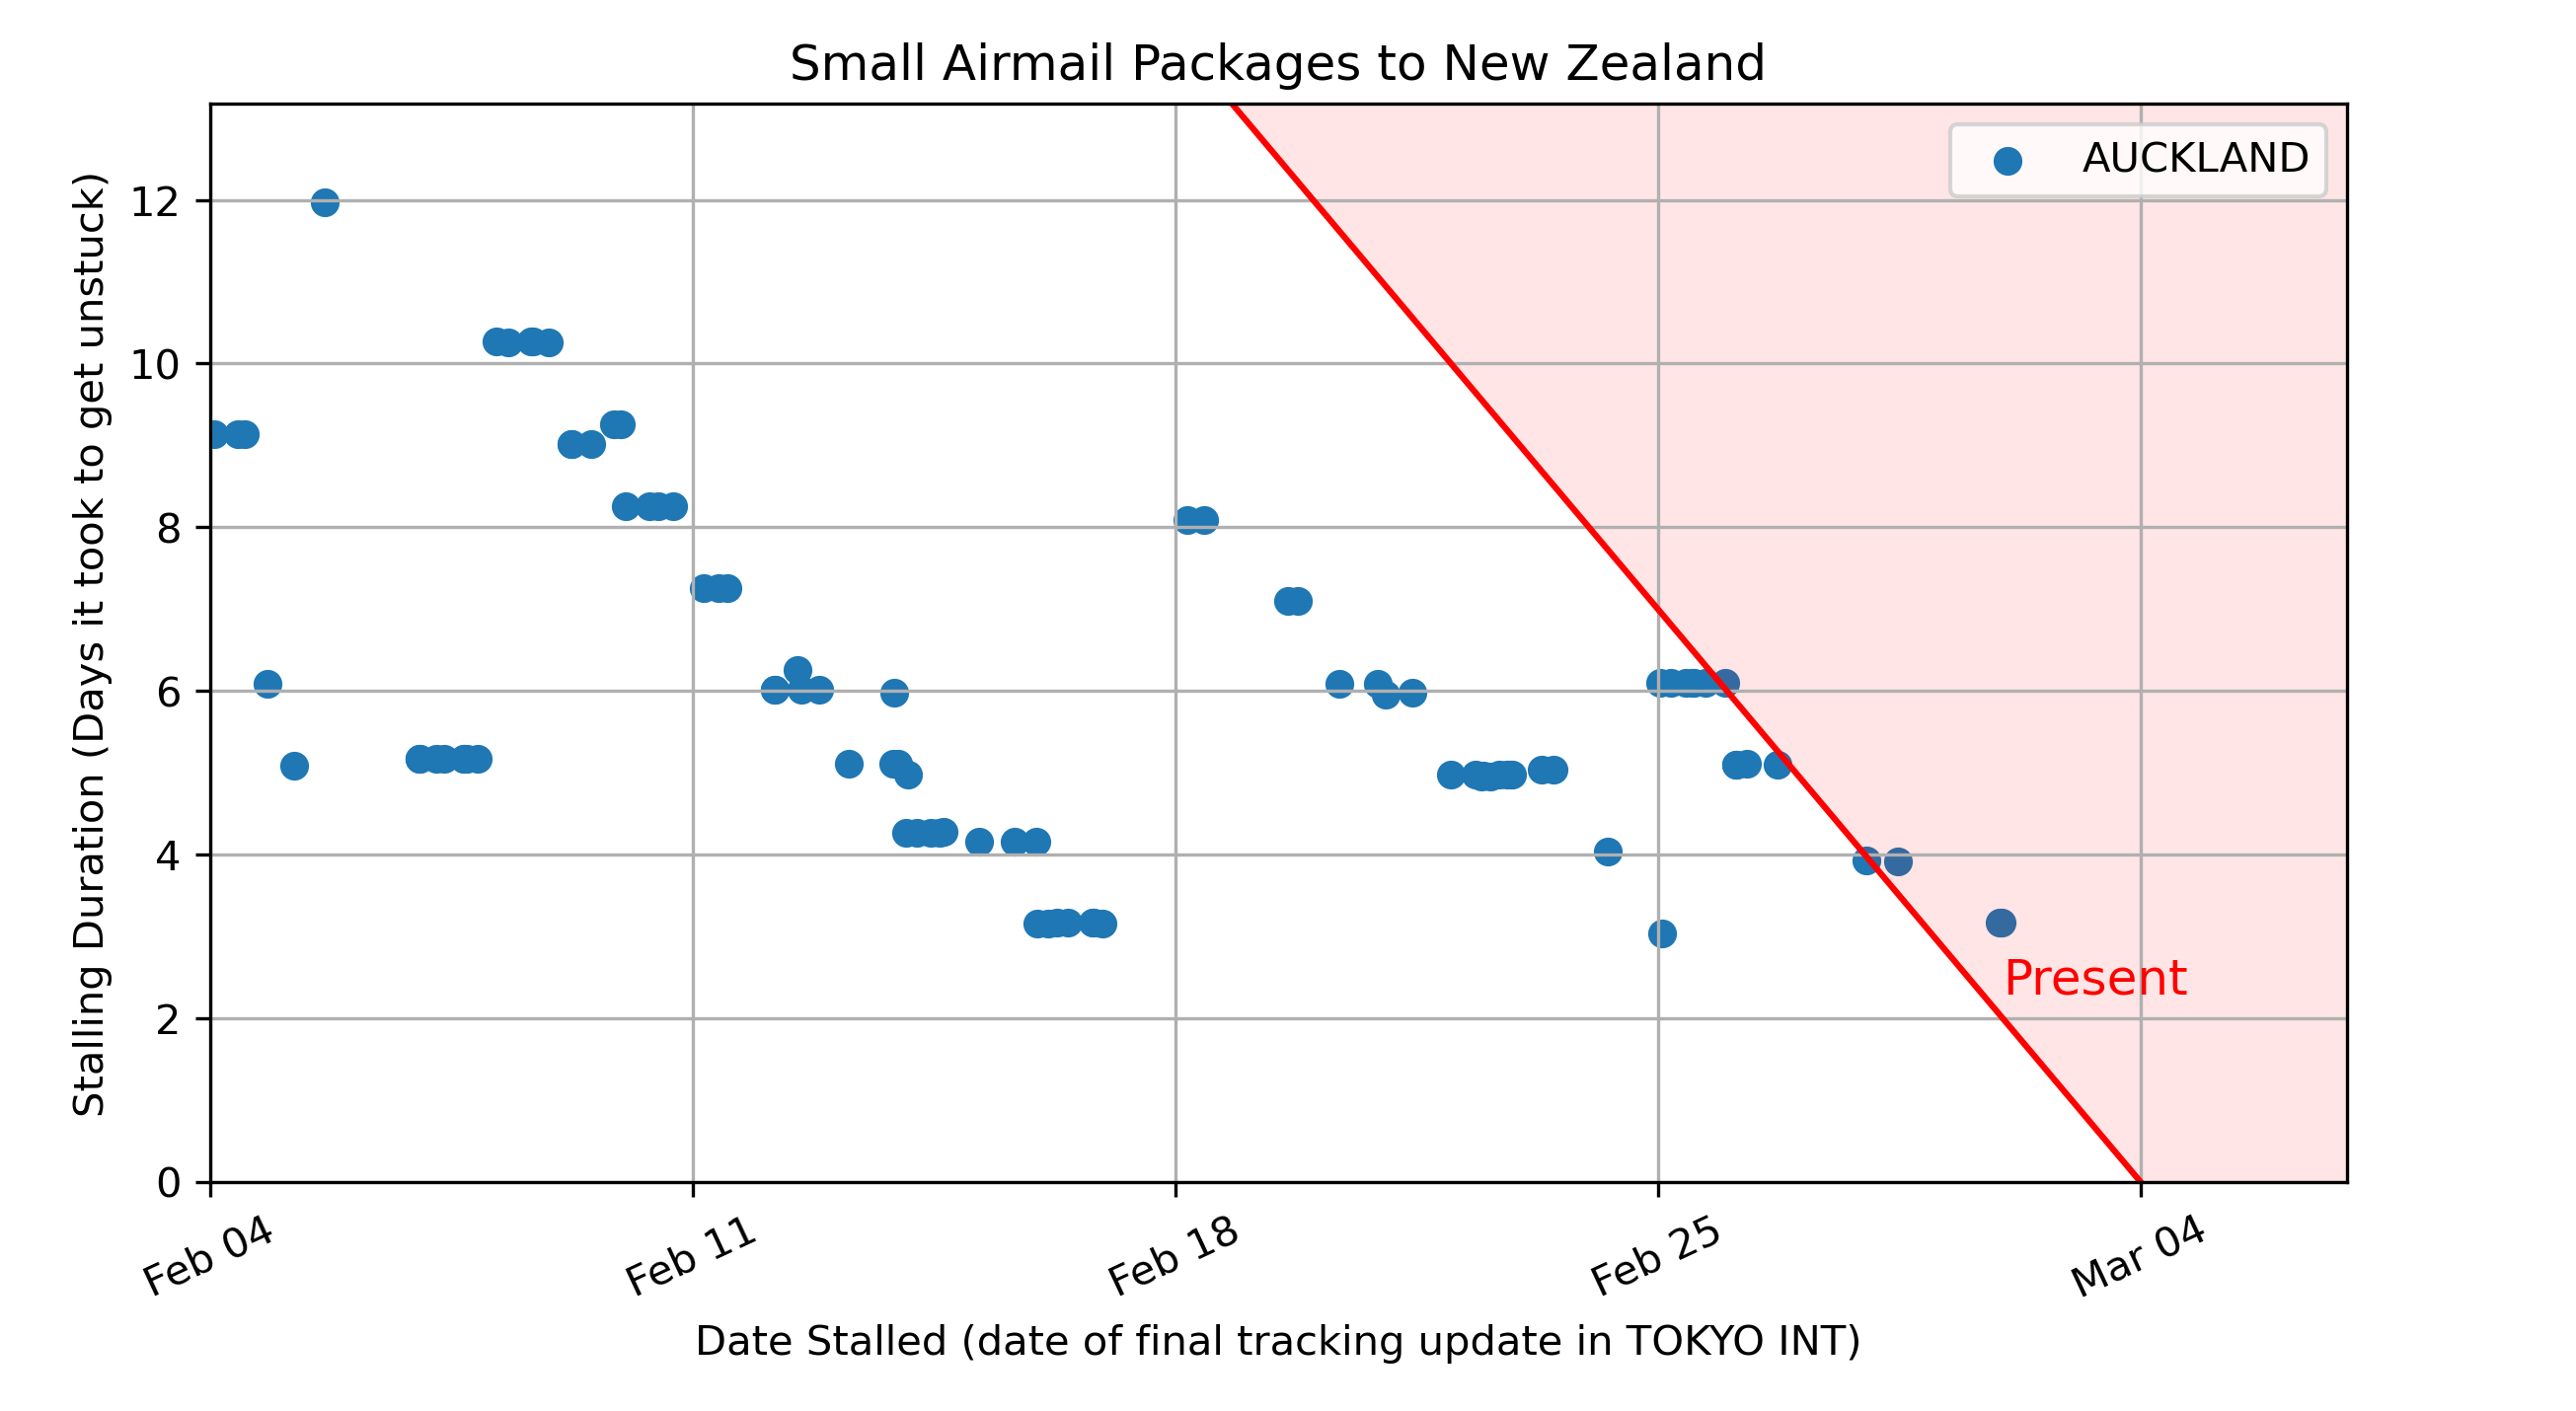 Small Airmail Packages to New Zealand
AUCKLAND
Stalling Duration (Days it took to get unstuck)
12
10
8
6
4
2
0
Present
Feb 04
Feb 11
Feb 18
Feb 25
Mar 04
Date Stalled (date of final tracking update in TOKYO INT)